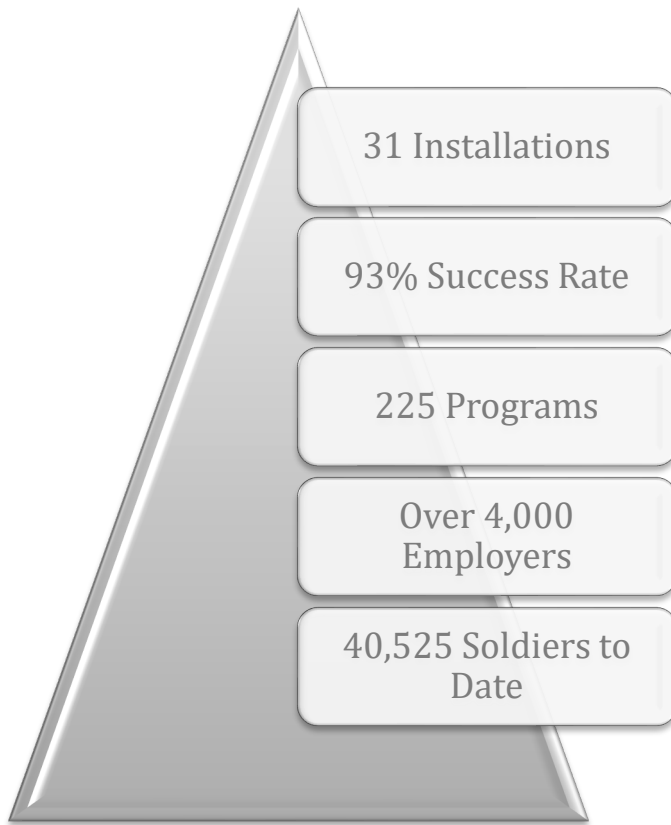 31 Installations
93% Success Rate
225 Programs
Over 4,000
Employers
40,525 Soldiers to
Date